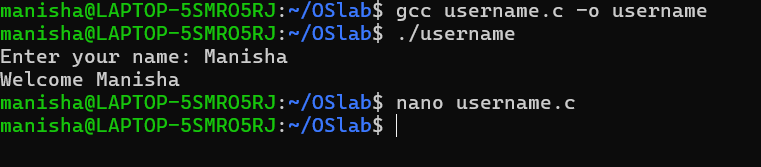 manisha@LAPTOP-5SMRO5RJ:~/OSlab$ gcc username.c -o username
manisha@LAPTOP-5SMRO5RJ:~/OSlab$ ./username
Enter your name: Manisha
Welcome Manisha
manisha@LAPTOP-5SMRO5RJ:~/OSlab$ nano username.c
manisha@LAPTOP-5SMRO5RJ:~/OSlab$